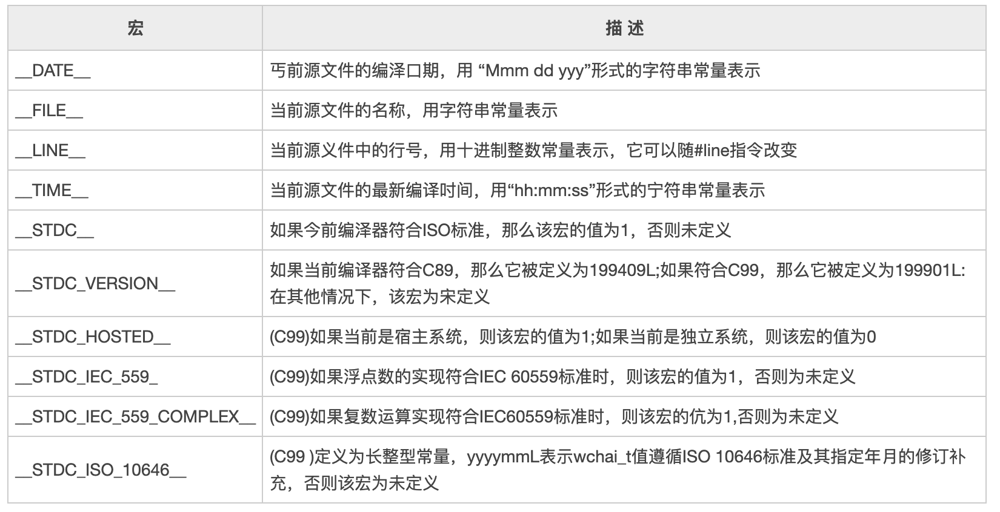 宏
描 述
__DATE__
丐前源文件的编泽口期，用 “Mmm dd yyy”形式的字符串常量表示
__FILE__
当前源文件的名称，用字符串常量表示
__LINE__
当前源义件中的行号，用十进制整数常量表示，它可以随#line指令改变
__TIME__
当前源文件的最新编译吋间，用“hh:mm:ss”形式的宁符串常量表示
__STDC__
如果今前编泽器符合ISO标准，那么该宏的值为1，否则未定义
__STDC_VERSION__
如果当前编译器符合C89，那么它被定义为199409L;如果符合C99，那么它被定义为199901L:
在其他情况下，该宏为宋定义
__STDC_HOSTED__
(C99)如果当前是宿主系统，则该宏的值为1;如果当前是独立系统，则该宏的值为0
__STDC_IEC_559_
(C99)如果浮点数的实现符合IEC 60559标准时，则该宏的值为1，否则为未定义
__STDC_IEC_559_COMPLEX__
(C99)如果复数运算实现符合IEC60559标准时，则该宏的伉为1,否则为未定义
__STDC_ISO_10646__
(C99 )定义为长整型常量，yyyymmL表示wchai_t值遵循ISO 10646标准及其指定年月的修订补
充，否则该宏为未定义